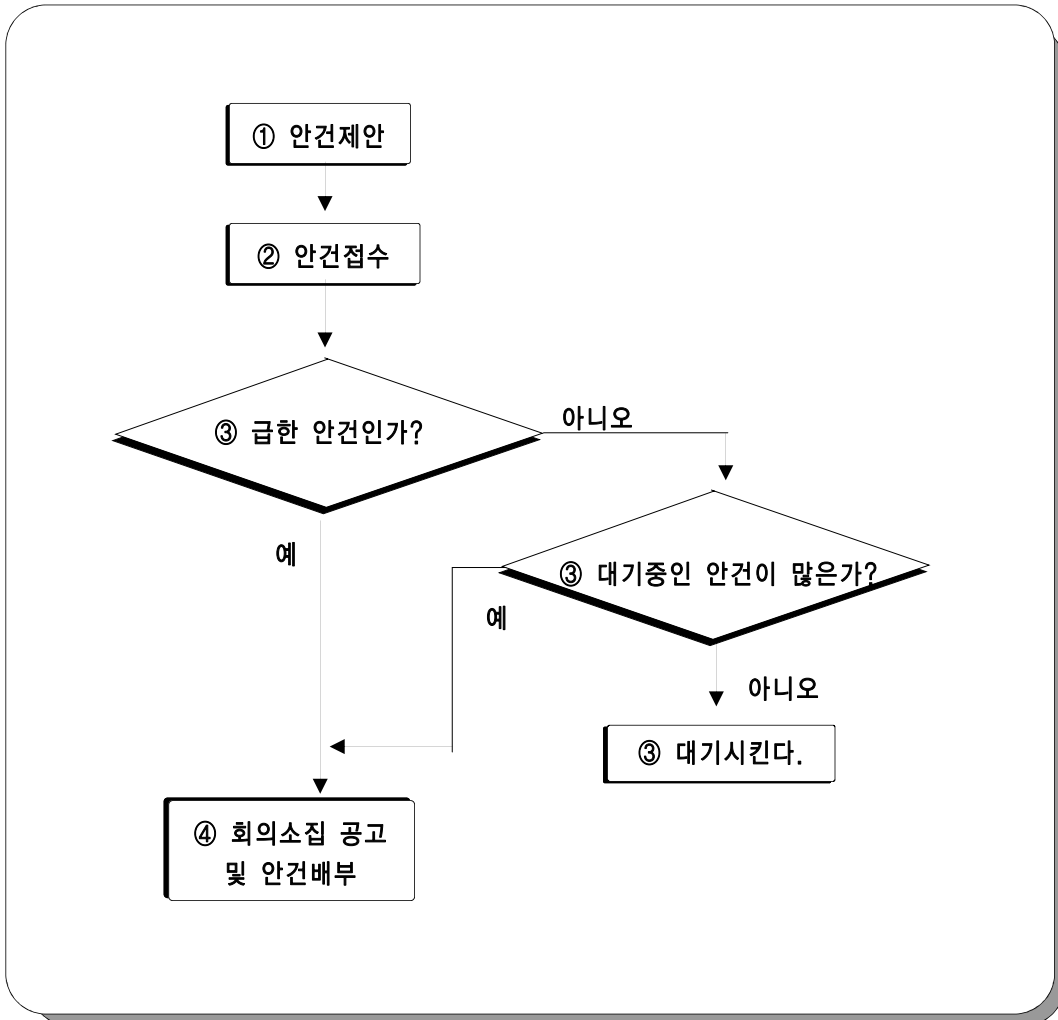 ① 안건제안
② 안건접수
③ 급한 안건인가?
아니오
예
③ 대기중인 안건이 많은가?
예
아니오
③ 대기시킨다.
④ 회의소집 공고
및 안건배부